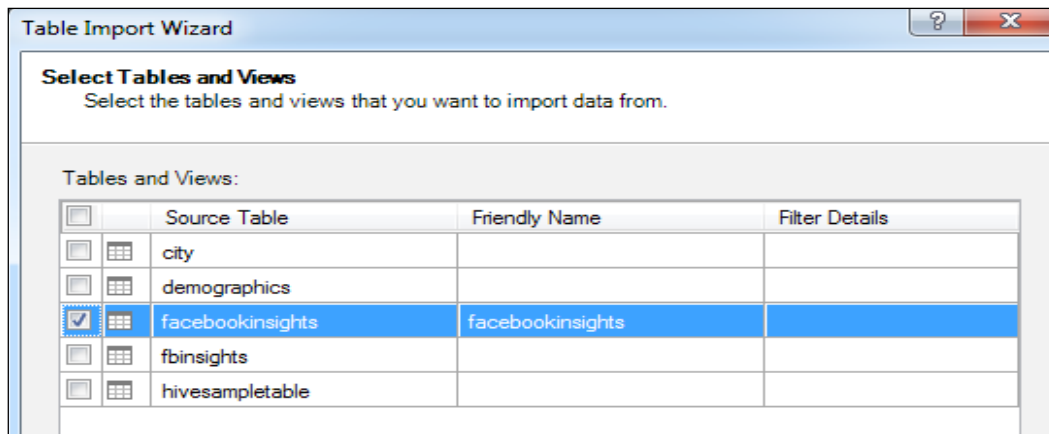 Table Import Wizard
Select Tables and Views
Select the tables and views that you want to import data from.
Tables and Views:
Source Table Friendly Name Filter Details
city
demographics
facebookinsights facebookinsights
fbinsights
hivesampletable